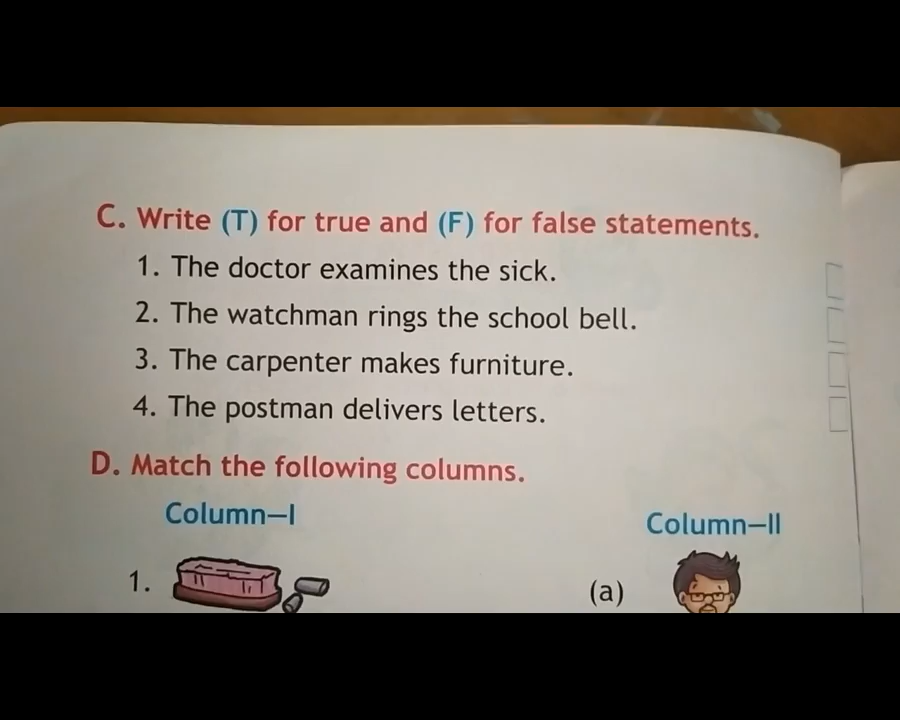 C. Write (T) for true and (F) for false statements.
1. The doctor examines the sick.
2. The watchman rings the school bell.
3. The carpenter makes furniture.
4. The postman delivers letters.
D. Match the following columns.
Column–I
Column–II
1.
(a)